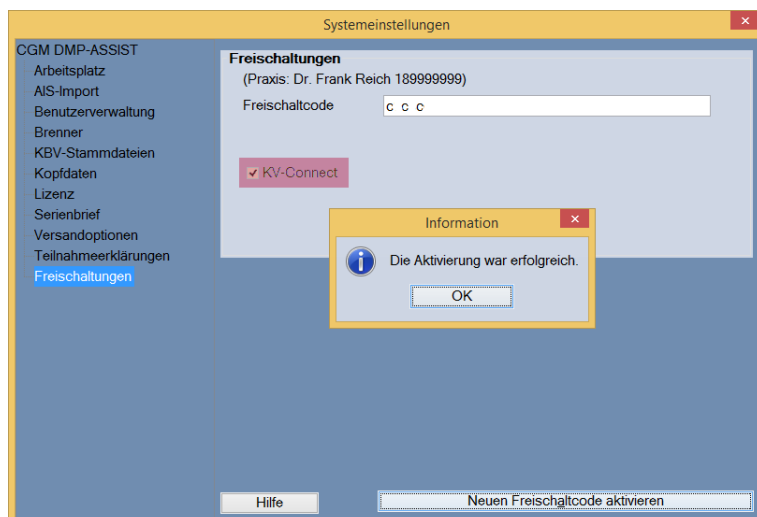 Systemeinstellungen
CGM DMP-ASSIST
Arbeitsplatz
AIS-Import
Benutzerverwaltung
Brenner
KBV-Stammdateien
Kopfdaten
Lizenz
Serienbrief
Versandoptionen
Teilnahmeerklärungen
Freischaltungen
Freischaltungen
(Praxis: Dr. Frank Reich 189999999)
Freischaltcode c c c
KV-Connect
Information
Die Aktivierung war erfolgreich.
OK
Hilfe
Neuen Freischaltcode aktivieren